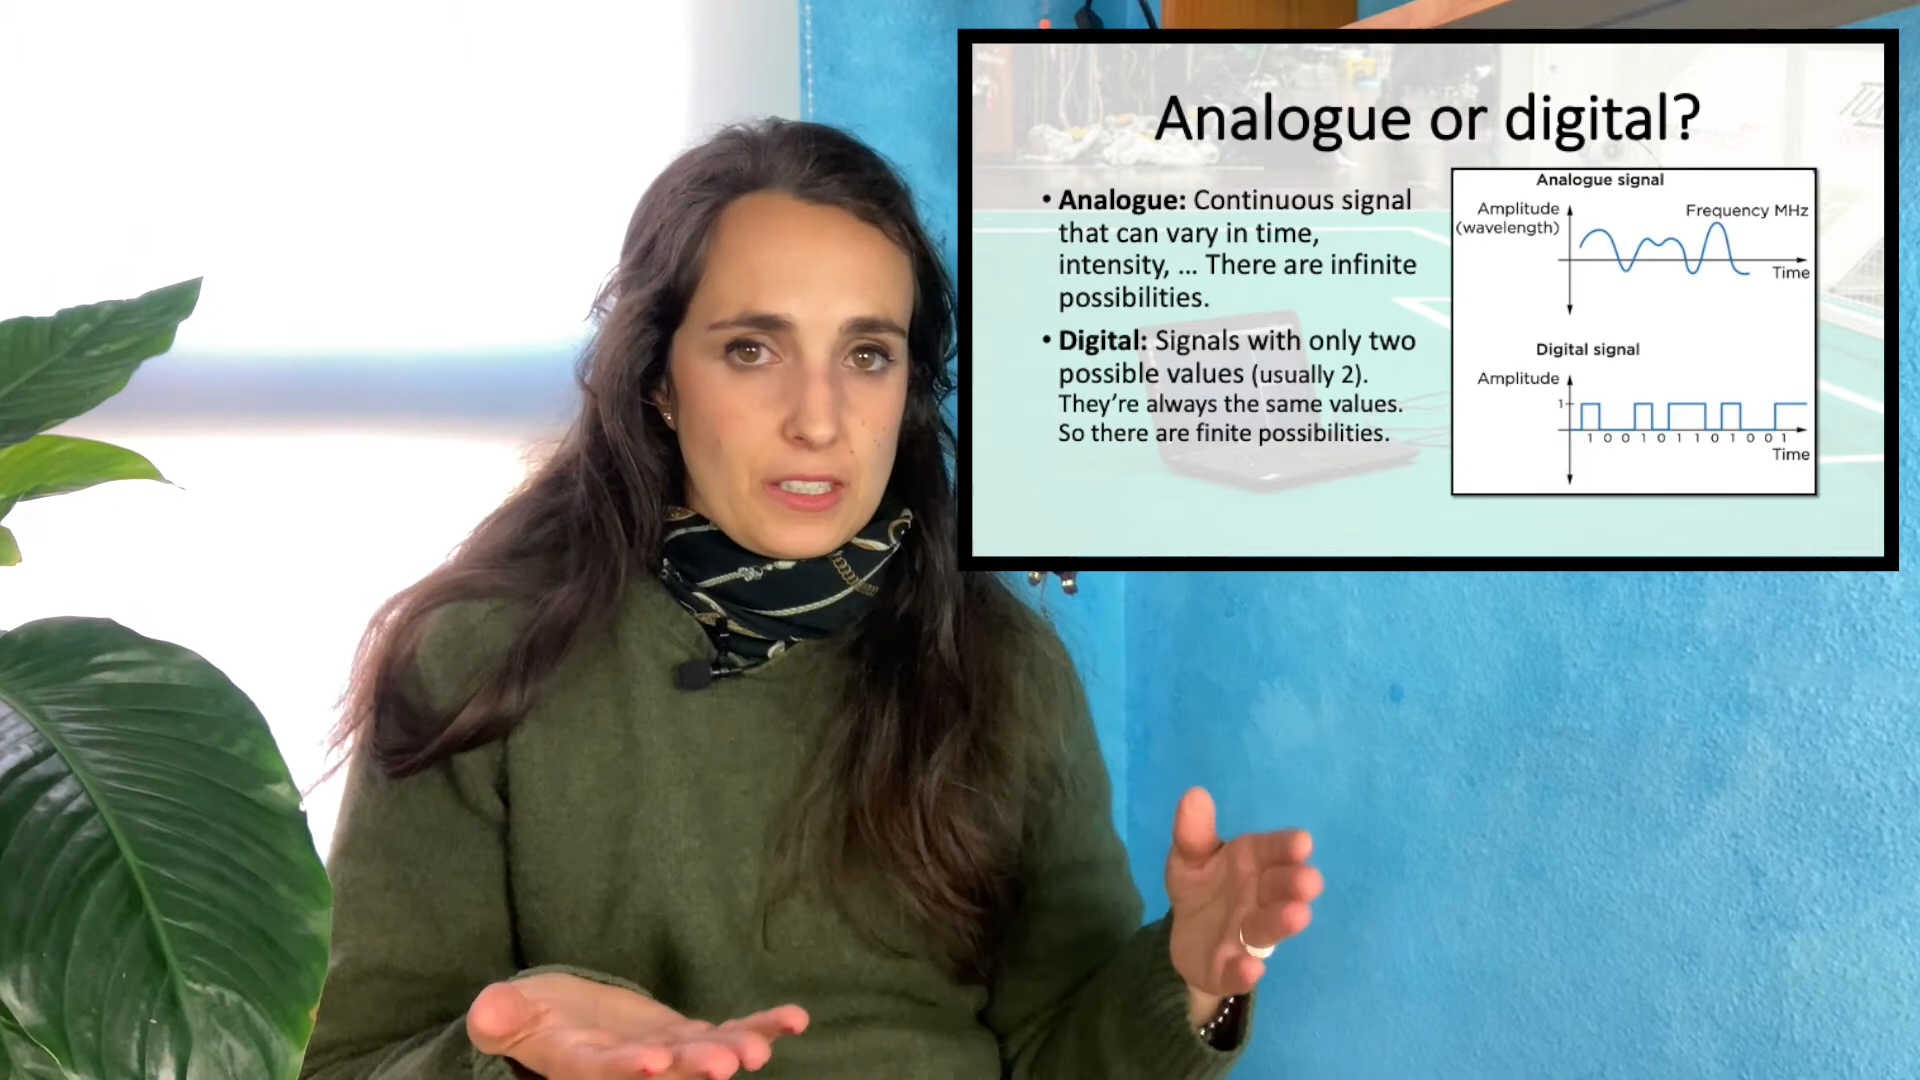 Analogue or digital?
• Analogue: Continuous signal
that can vary in time,
intensity, ... There are infinite
possibilities.
• Digital: Signals with only two
possible values (usually 2).
They're always the same values.
So there are finite possibilities.
Analogue signal
Amplitude
(wavelength)
Frequency MHz
Time
Digital signal
Amplitude
1
1 0 0 1 0 1 1 0 1 0 0 1
Time